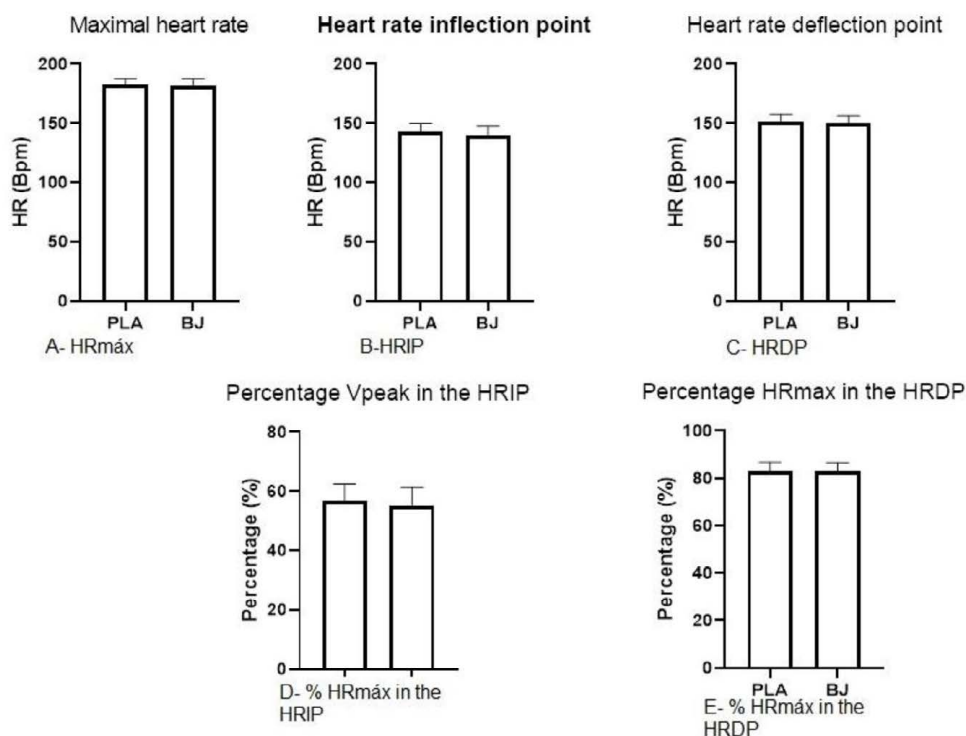 Maximal heart rate
HR (Bpm)
200
150
100
50
0
PLA BJ
A- HRmáx
Heart rate inflection point
HR (Bpm)
200
150
100
50
0
PLA BJ
B-HRIP
Heart rate deflection point
HR (Bpm)
200
150
100
50
0
PLA BJ
C- HRDP
Percentage Vpeak in the HRIP
Percentage (%)
80
60
40
20
0
D- % HRmáx in the
HRIP
Percentage HRmax in the HRDP
Percentage (%)
100
80
60
40
20
0
PLA BJ
E- % HRmáx in the
HRDP